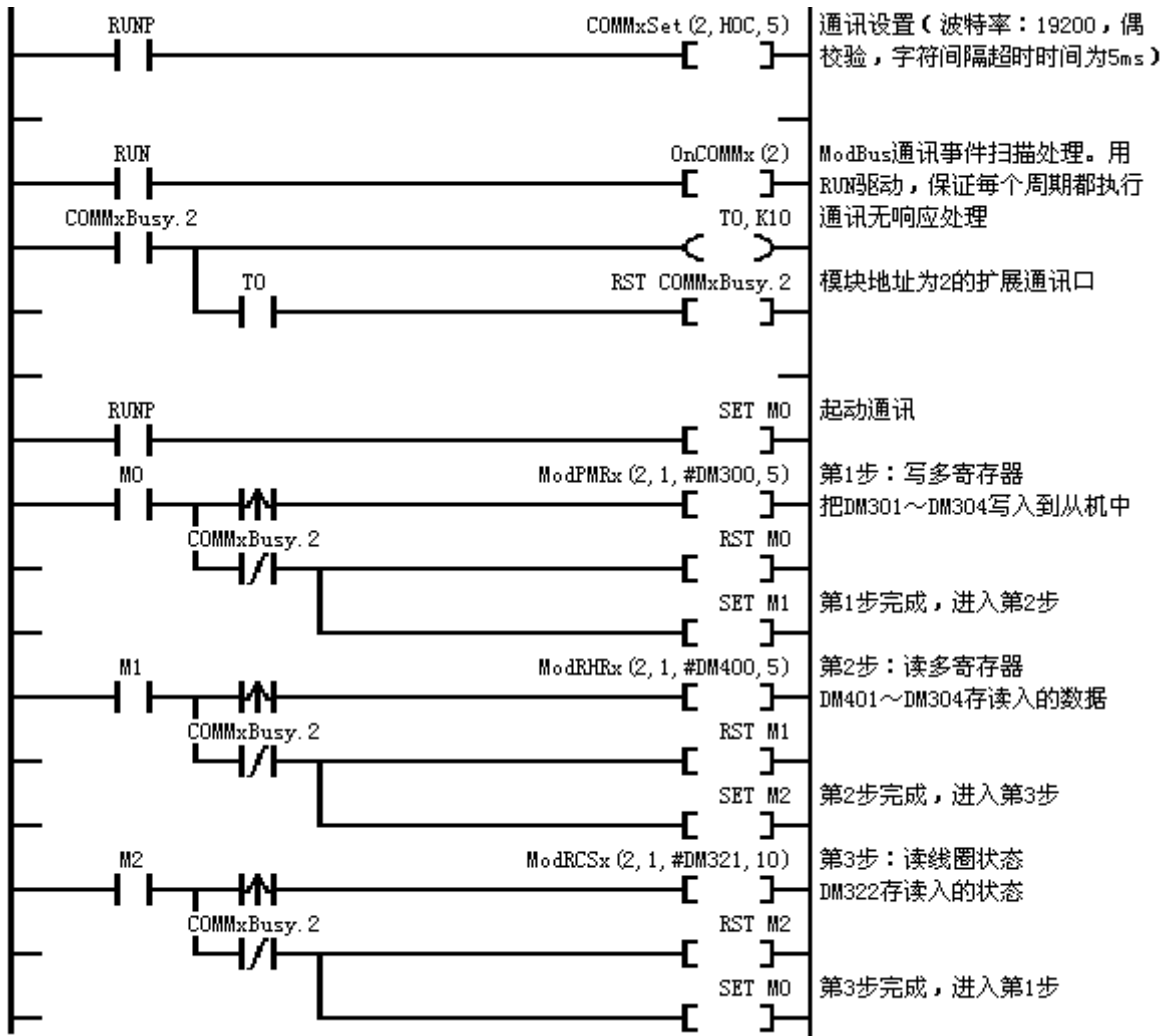 RUNP
COMMxSet(2,H0C,5)
通讯设置(波特率：19200，偶
校验，字符间隔超时时间为5ms)
RUN
OnCOMMx(2)
ModBus通讯事件扫描处理。用
RUN驱动，保证每个周期都执行
COMMxBusy.2
T0,K10
通讯无响应处理
T0
RST COMMxBusy.2
模块地址为2的扩展通讯口
RUNP
SET M0
起动通讯
M0
ModPMRx(2,1,#DM300,5)
第1步：写多寄存器
把DM301～DM304写入到从机中
COMMxBusy.2
RST M0
SET M1
第1步完成，进入第2步
M1
ModRHRx(2,1,#DM400,5)
第2步：读多寄存器
DM401～DM304存读入的数据
COMMxBusy.2
RST M1
SET M2
第2步完成，进入第3步
M2
ModRCSx(2,1,#DM321,10)
第3步：读线圈状态
DM322存读入的状态
COMMxBusy.2
RST M2
SET M0
第3步完成，进入第1步